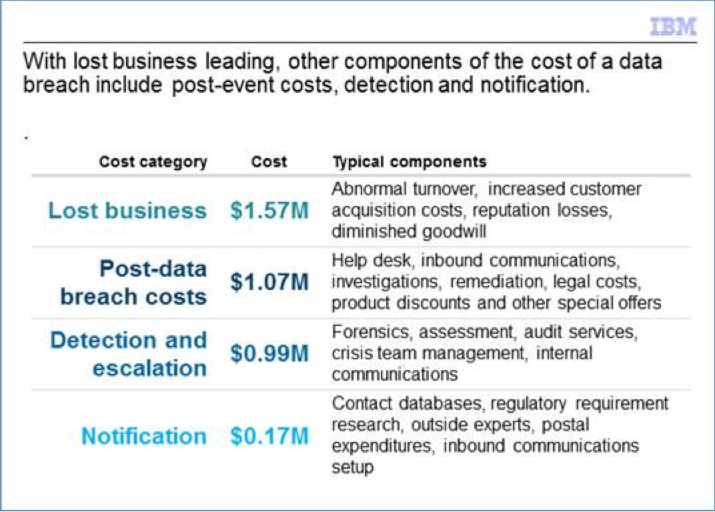 IBM
With lost business leading, other components of the cost of a data
breach include post-event costs, detection and notification.
.
Cost category Cost Typical components
Lost business $1.57M Abnormal turnover, increased customer
acquisition costs, reputation losses,
diminished goodwill
Post-data
breach costs $1.07M Help desk, inbound communications,
investigations, remediation, legal costs,
product discounts and other special offers
Detection and
escalation $0.99M Forensics, assessment, audit services,
crisis team management, internal
communications
Notification $0.17M Contact databases, regulatory requirement
research, outside experts, postal
expenditures, inbound communications
setup